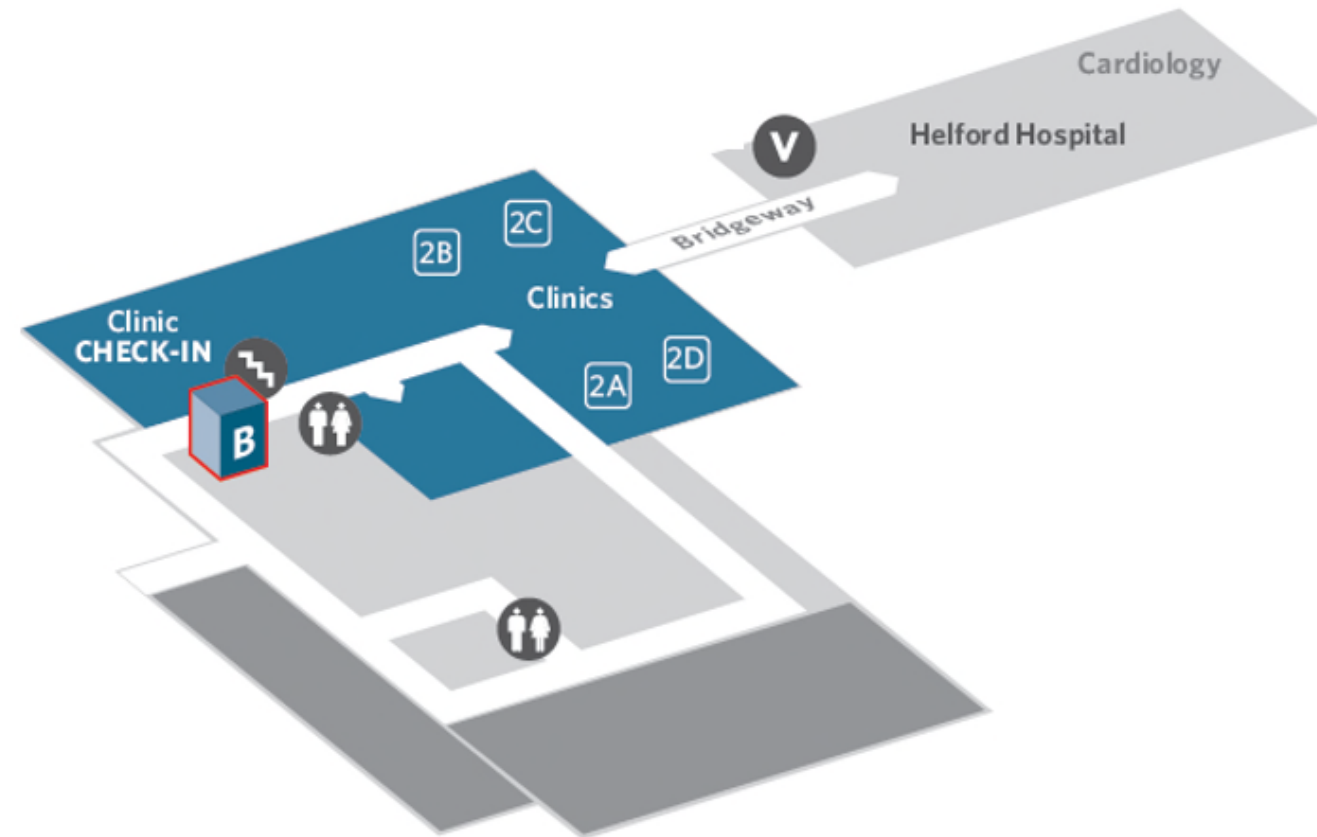 Cardiology
Helford Hospital
V
Bridgeway
2C
2B
Clinics
Clinic
CHECK-IN
2D
2A
B